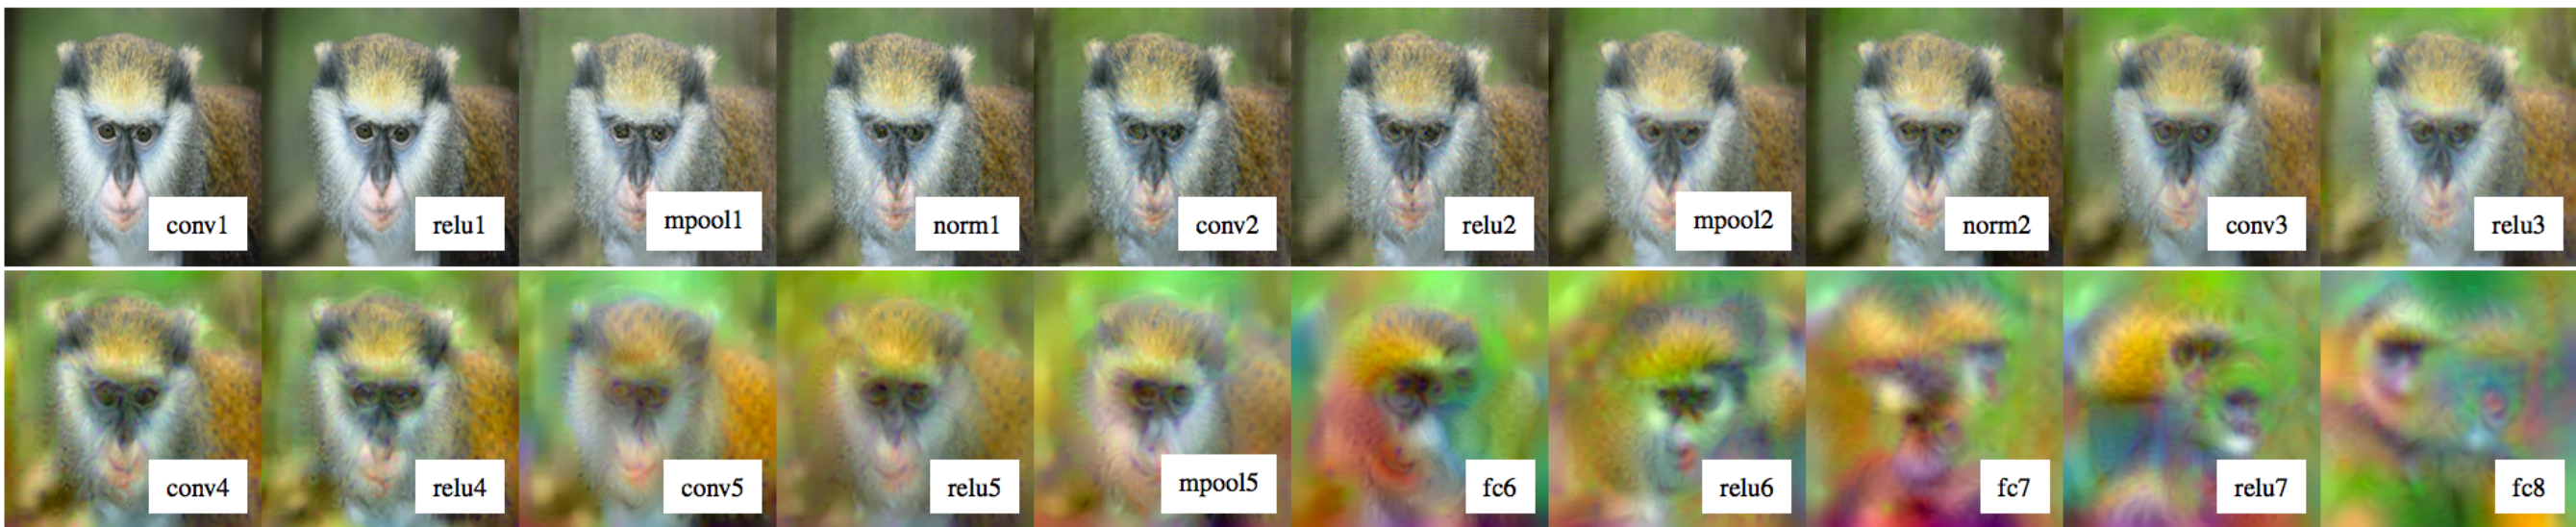 conv1
relu1
mpool1
norm1
conv2
relu2
mpool2
norm2
conv3
relu3
conv4
relu4
conv5
relu5
mpool5
fc6
relu6
fc7
relu7
fc8